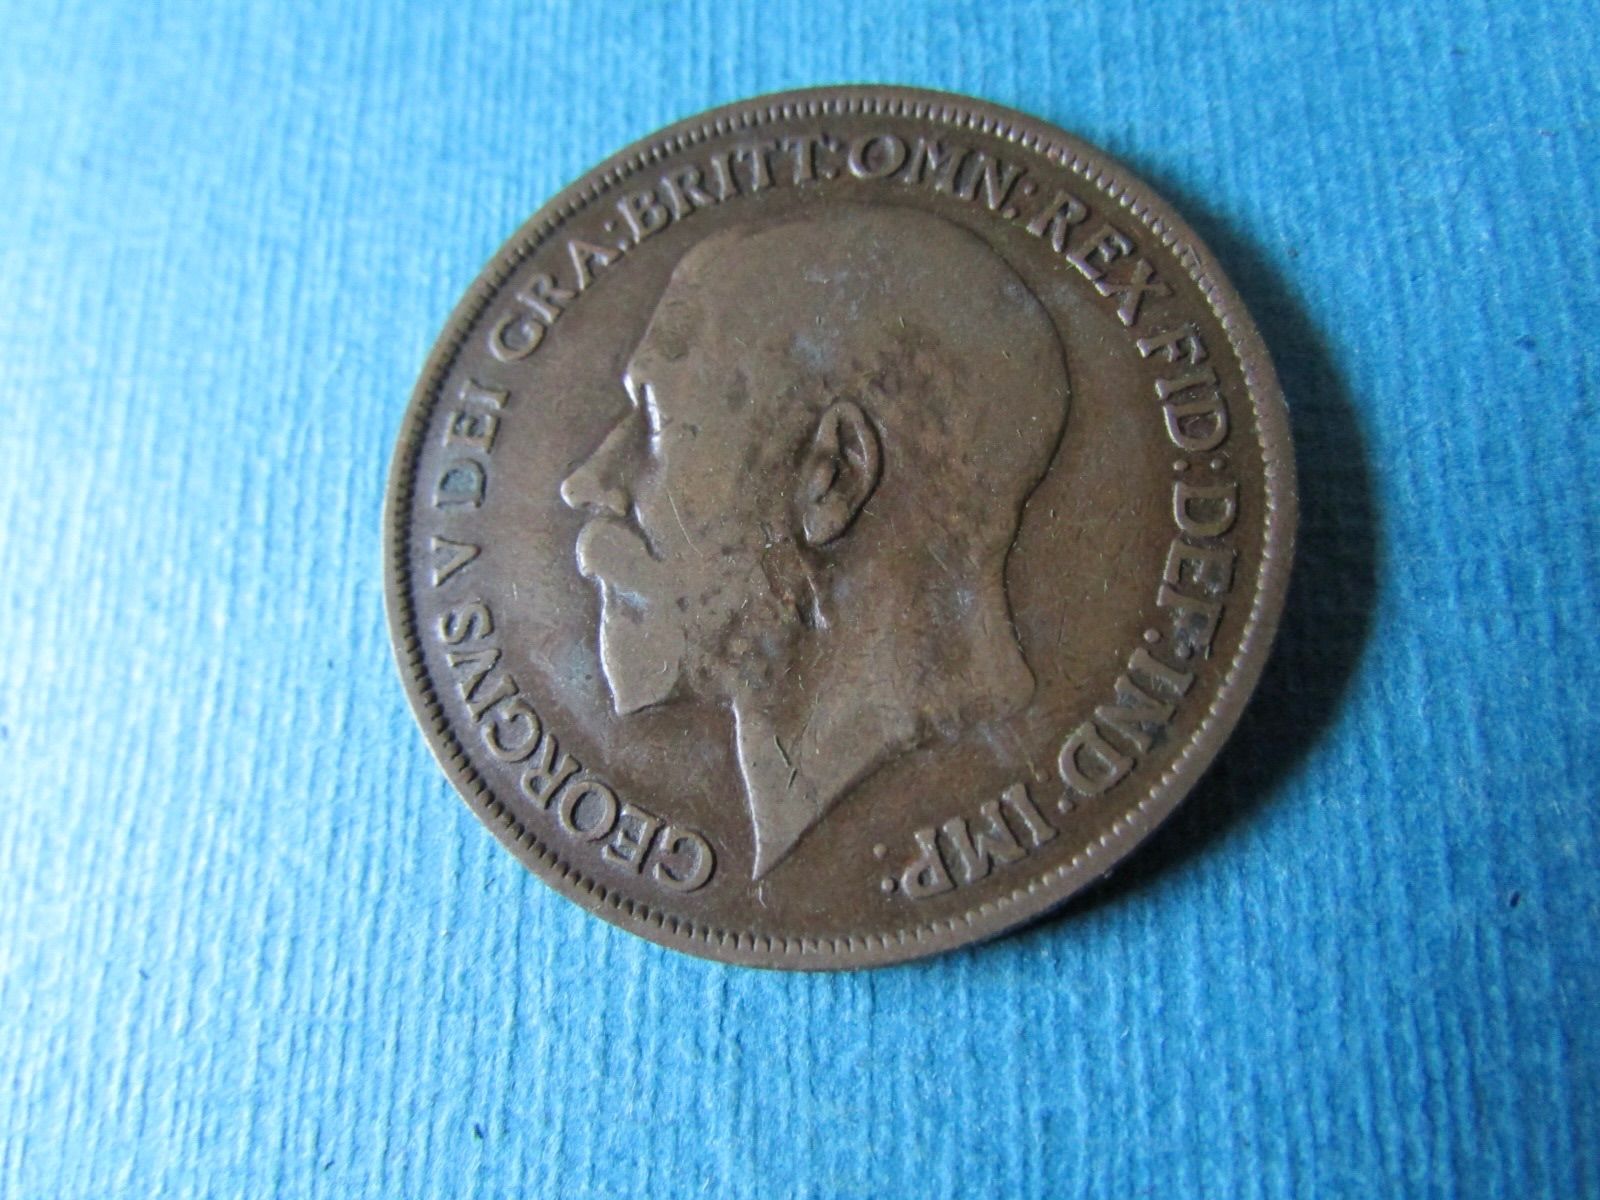 GEORGIVS V DEI GRA: BRITT: OMN: REX FID: DEF: IND: IMP: